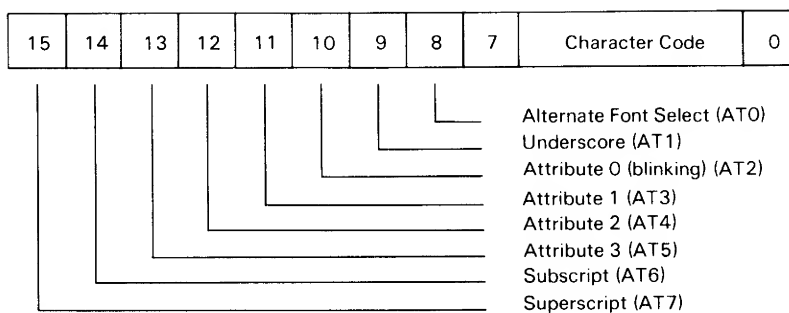 15 14 13 12 11 10 9 8 7 Character Code 0
Alternate Font Select (AT0)
Underscore (AT1)
Attribute 0 (blinking) (AT2)
Attribute 1 (AT3)
Attribute 2 (AT4)
Attribute 3 (AT5)
Subscript (AT6)
Superscript (AT7)